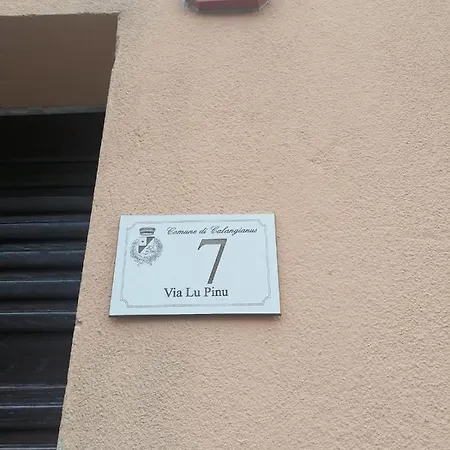 Comune di Calangianus
7
Via Lu Pinu